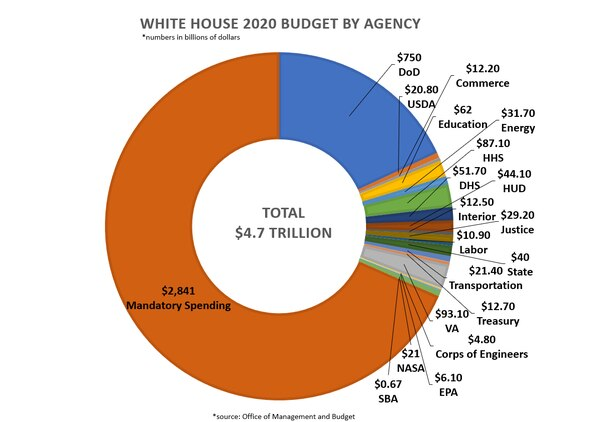 WHITE HOUSE 2020 BUDGET BY AGENCY
*numbers in billions of dollars
$750
DoD
$12.20
Commerce
$20.80
USDA
$62
Education
$31.70
Energy
$87.10
HHS
$51.70
DHS
$44.10
HUD
$12.50
Interior
$29.20
Justice
$10.90
Labor
$40
State
$21.40
Transportation
$12.70
Treasury
$93.10
VA
$4.80
Corps of Engineers
$21
NASA
$6.10
EPA
$0.67
SBA
TOTAL
$4.7 TRILLION
$2,841
Mandatory Spending
*source: Office of Management and Budget